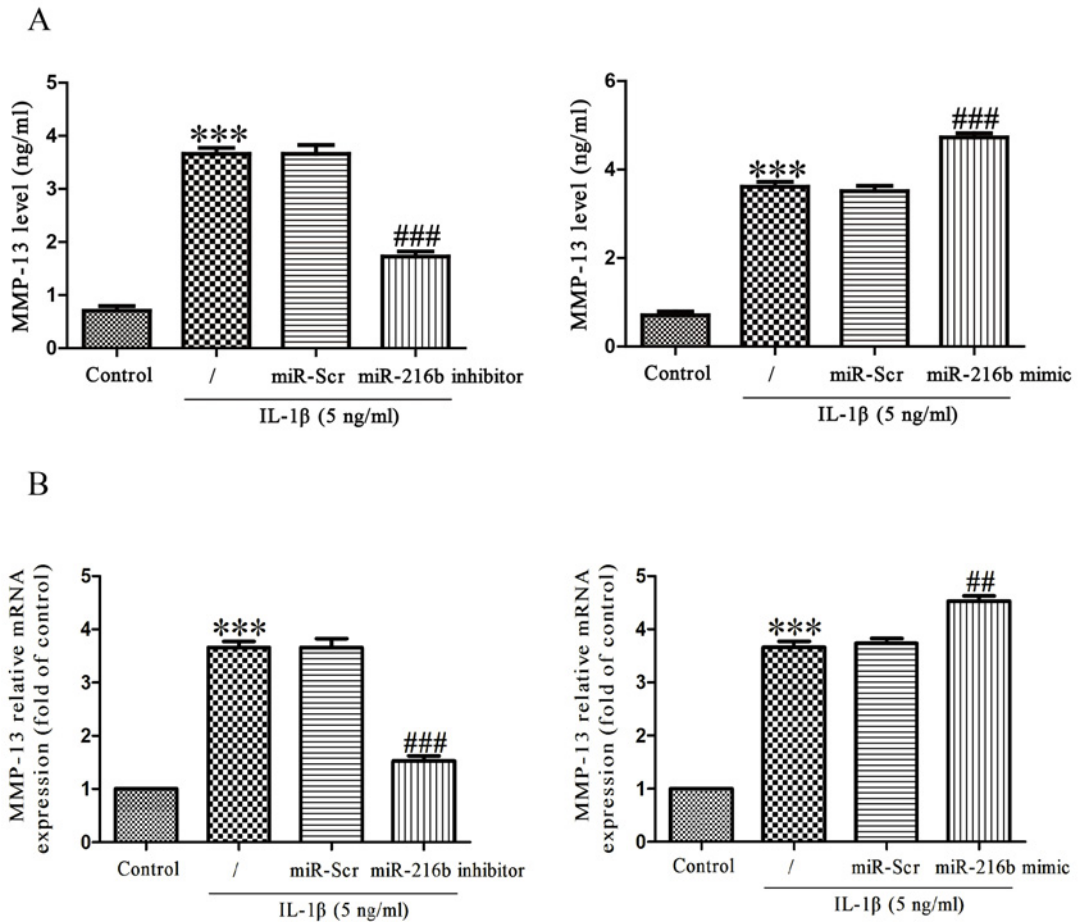 A
MMP-13 level (ng/ml)
5
4
3
2
1
0
***
###
Control
/
miR-Scr
miR-216b inhibitor
IL-1β (5 ng/ml)
MMP-13 level (ng/ml)
6
4
2
0
***
###
Control
/
miR-Scr
miR-216b mimic
IL-1β (5 ng/ml)
B
MMP-13 relative mRNA
expression (fold of control)
5
4
3
2
1
0
***
###
Control
/
miR-Scr
miR-216b inhibitor
IL-1β (5 ng/ml)
MMP-13 relative mRNA
expression (fold of control)
5
4
3
2
1
0
***
##
Control
/
miR-Scr
miR-216b mimic
IL-1β (5 ng/ml)